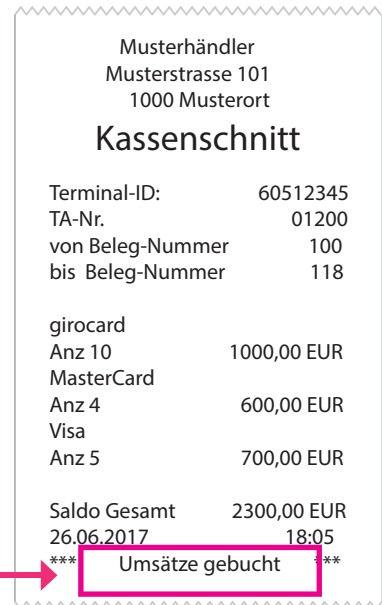 Musterhändler
Musterstrasse 101
1000 Musterort
Kassenschnitt
Terminal-ID: 60512345
TA-Nr. 01200
von Beleg-Nummer 100
bis Beleg-Nummer 118
girocard
Anz 10 1000,00 EUR
MasterCard
Anz 4 600,00 EUR
Visa
Anz 5 700,00 EUR
Saldo Gesamt 2300,00 EUR
26.06.2017 18:05
*** Umsätze gebucht ***